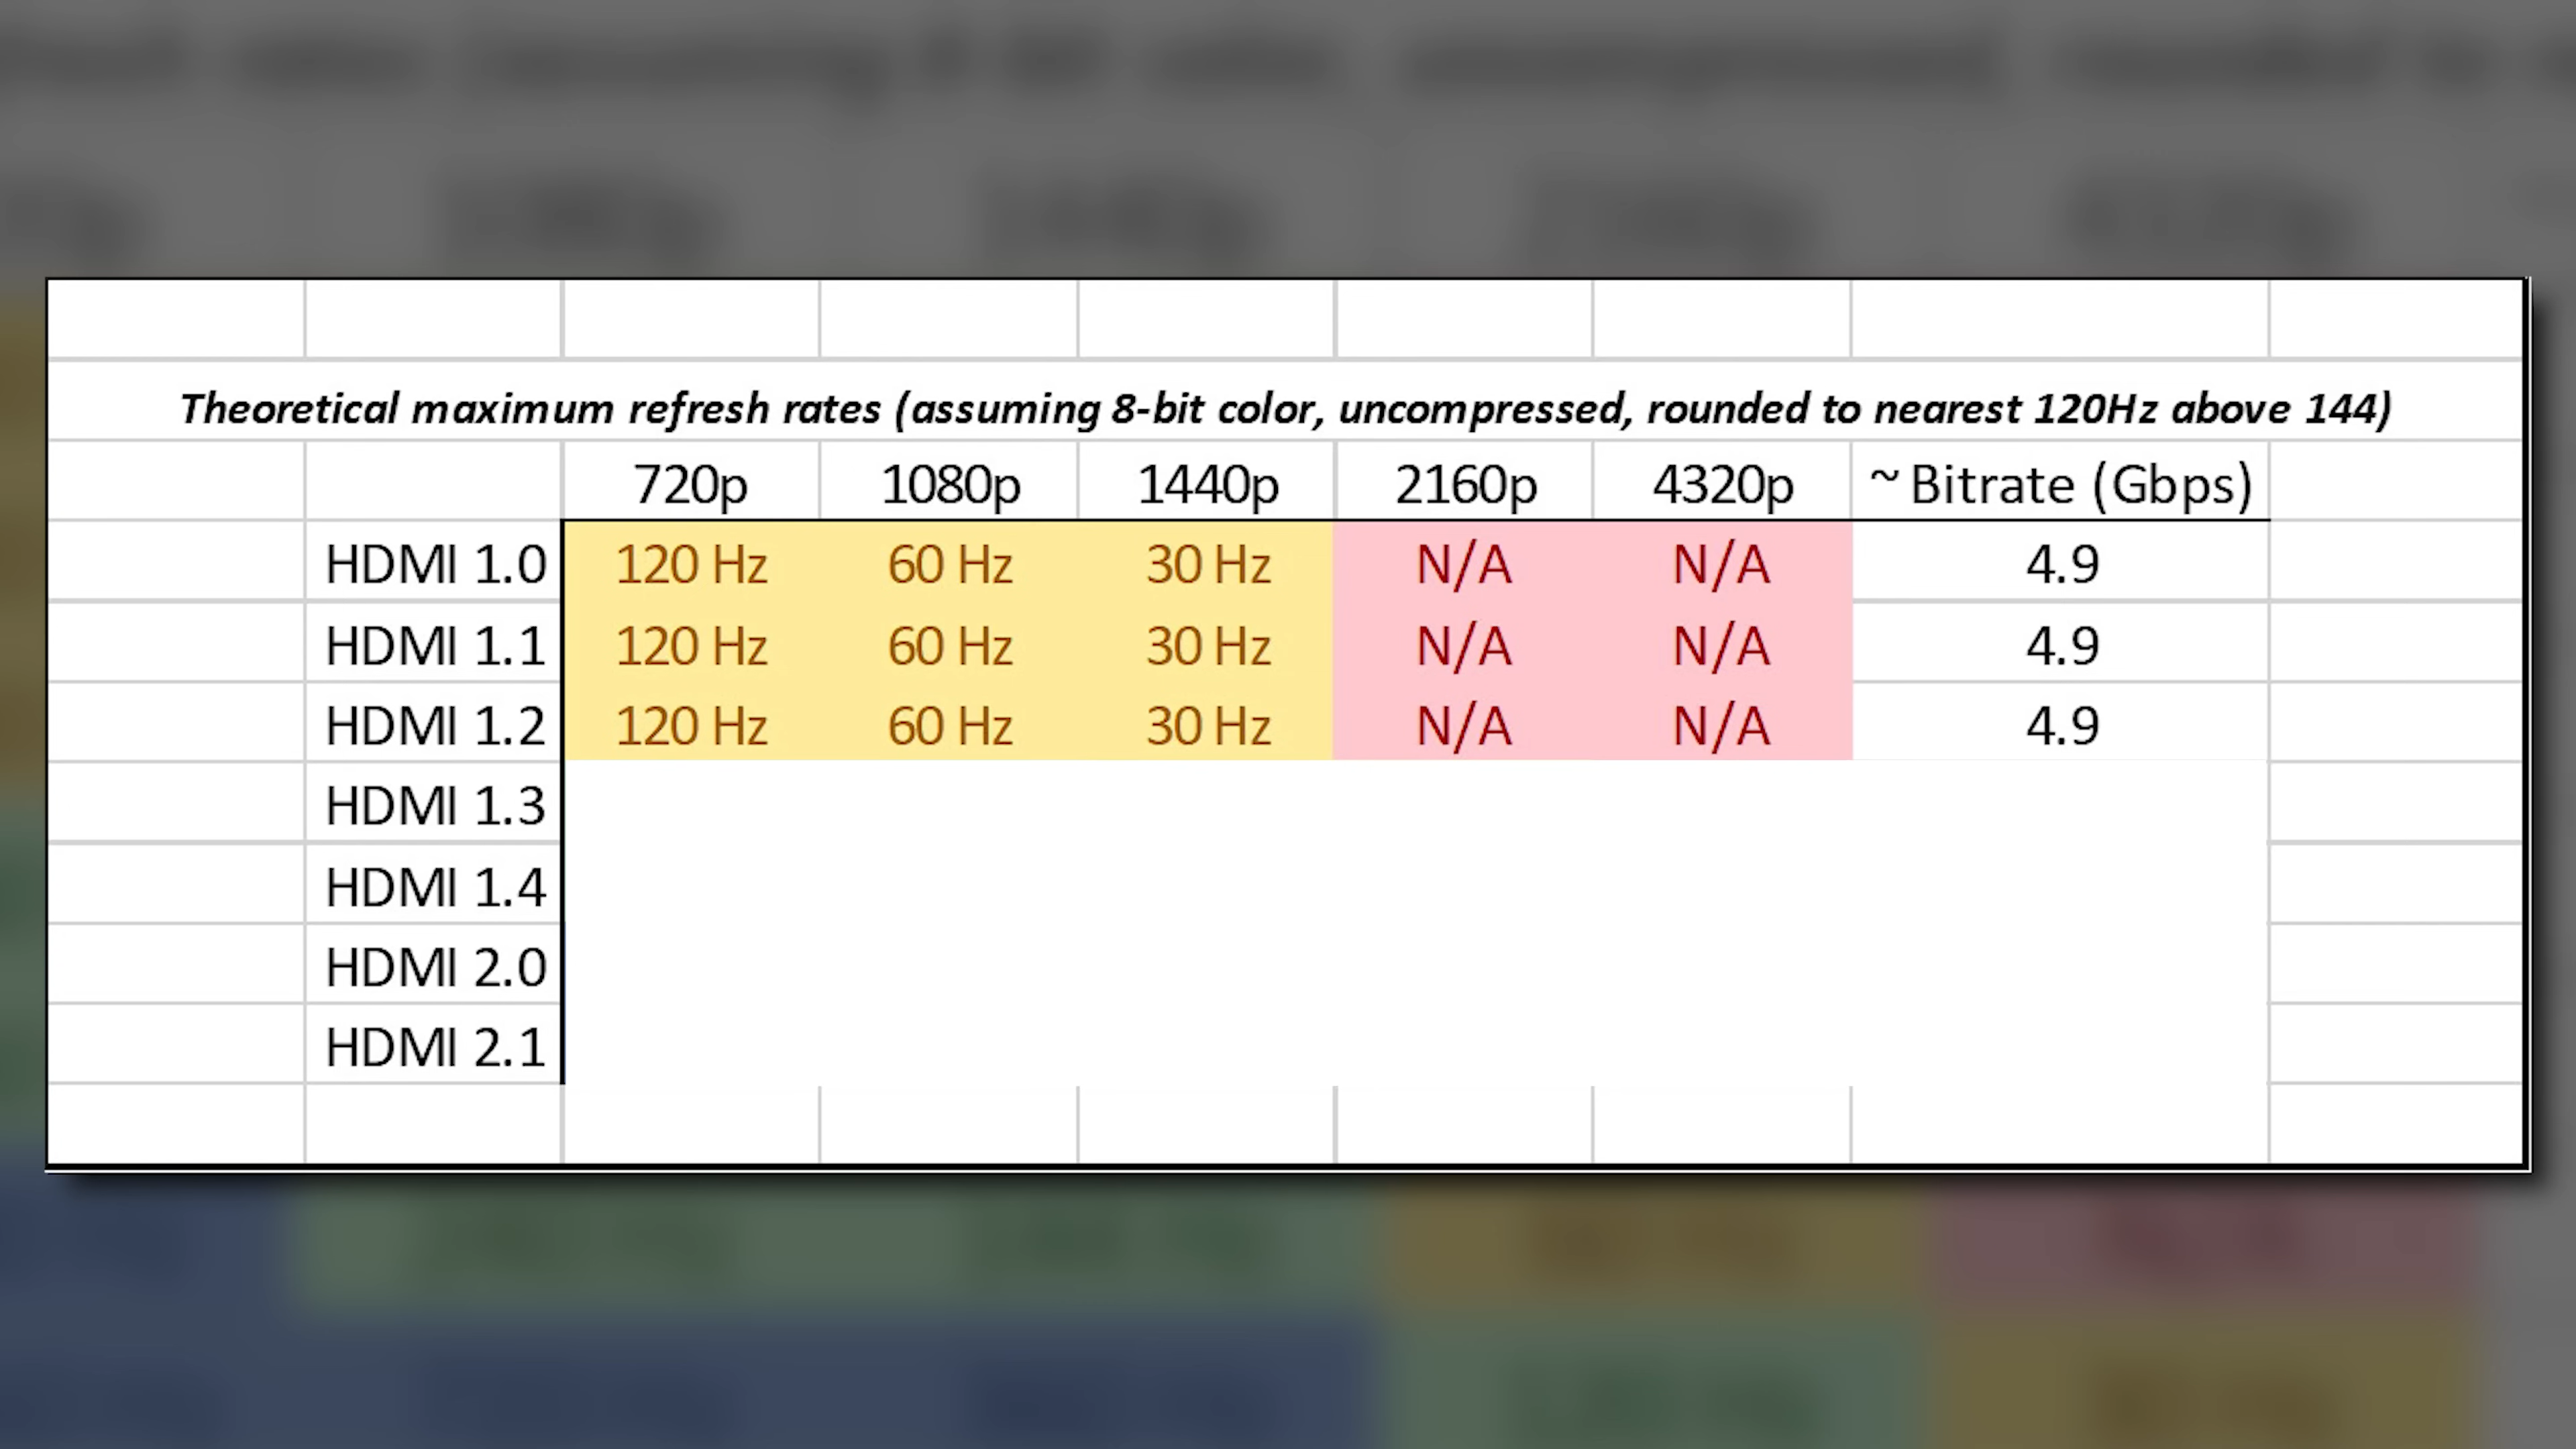 Theoretical maximum refresh rates (assuming 8-bit color, uncompressed, rounded to nearest 120Hz above 144)
720p 1080p 1440p 2160p 4320p ~ Bitrate (Gbps)
HDMI 1.0 120 Hz 60 Hz 30 Hz N/A N/A 4.9
HDMI 1.1 120 Hz 60 Hz 30 Hz N/A N/A 4.9
HDMI 1.2 120 Hz 60 Hz 30 Hz N/A N/A 4.9
HDMI 1.3
HDMI 1.4
HDMI 2.0
HDMI 2.1